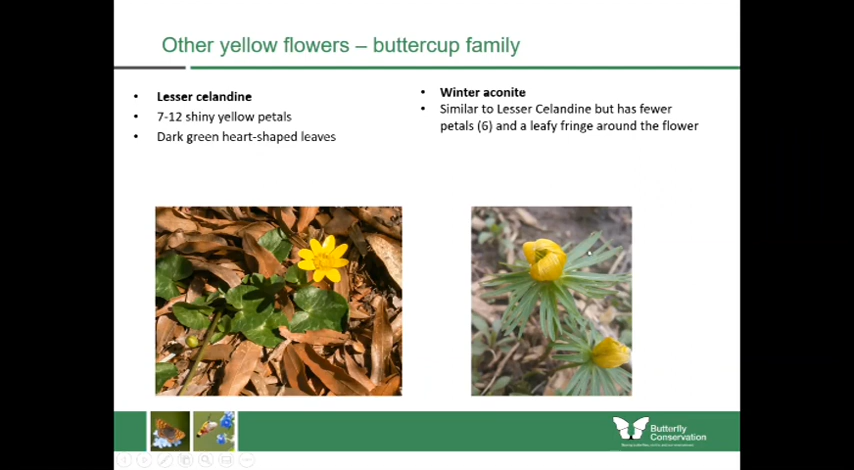 Other yellow flowers – buttercup family
• Lesser celandine
• 7-12 shiny yellow petals
• Dark green heart-shaped leaves
• Winter aconite
• Similar to Lesser Celandine but has fewer
petals (6) and a leafy fringe around the flower
Butterfly
Conservation